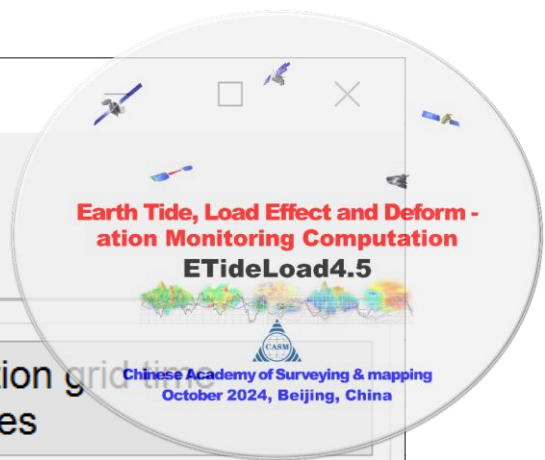 Earth Tide, Load Effect and Deform -
ation Monitoring Computation
ETideLoad4.5
CASM
tion grid time
es
Chinese Academy of Surveying & mapping
October 2024, Beijing, China